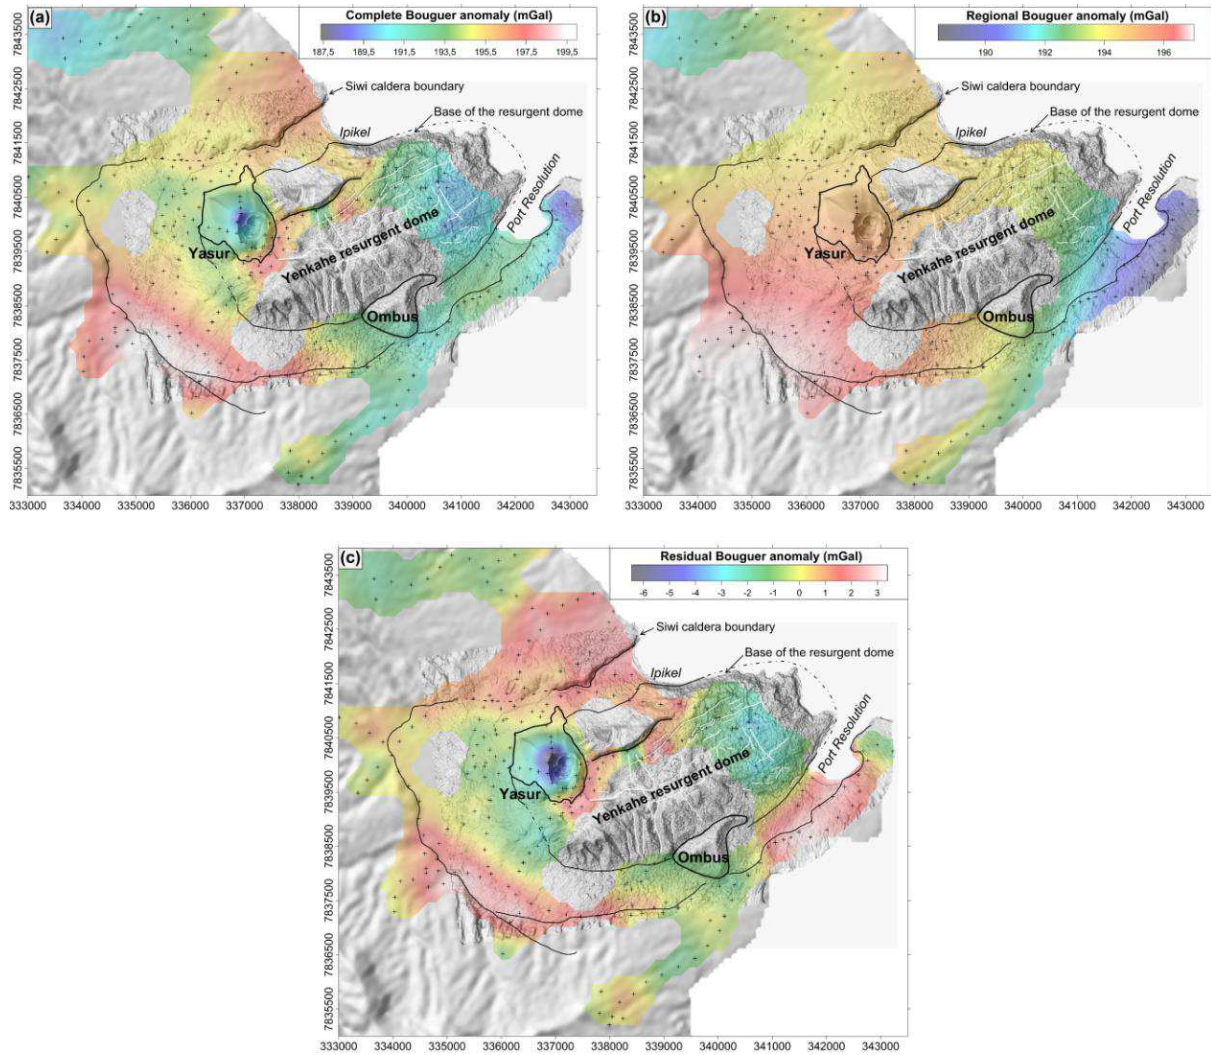 (a)
Complete Bouguer anomaly (mGal)
187,5 189,5 191,5 193,5 195,5 197,5 199,5
Siwi caldera boundary
Base of the resurgent dome
Ipikel
Port Resolution
Yasur
Yenkahe resurgent dome
Ombus
7843500
7842500
7841500
7840500
7839500
7838500
7837500
7836500
7835500
333000 334000 335000 336000 337000 338000 339000 340000 341000 342000 343000
(b)
Regional Bouguer anomaly (mGal)
190 192 194 196
Siwi caldera boundary
Base of the resurgent dome
Ipikel
Port Resolution
Yasur
Yenkahe resurgent dome
Ombus
7843500
7842500
7841500
7840500
7839500
7838500
7837500
7836500
7835500
333000 334000 335000 336000 337000 338000 339000 340000 341000 342000 343000
(c)
Residual Bouguer anomaly (mGal)
-6 -5 -4 -3 -2 -1 0 1 2 3
Siwi caldera boundary
Base of the resurgent dome
Ipikel
Port Resolution
Yasur
Yenkahe resurgent dome
Ombus
7843500
7842500
7841500
7840500
7839500
7838500
7837500
7836500
7835500
333000 334000 335000 336000 337000 338000 339000 340000 341000 342000 343000